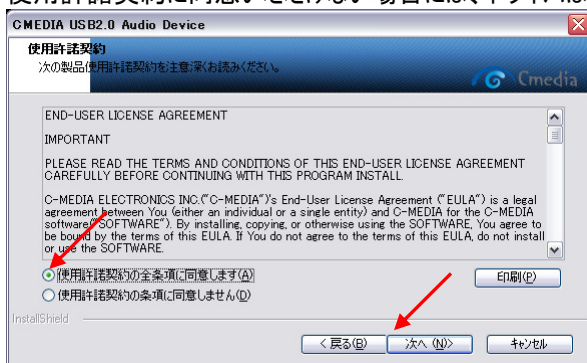 使用許諾契約に同意いただけない場合には、ドライバは
CMEDIA USB2.0 Audio Device
使用許諾契約
次の製品使用許諾契約を注意深くお読みください。
Cmedia
END-USER LICENSE AGREEMENT
IMPORTANT
PLEASE READ THE TERMS AND CONDITIONS OF THIS END-USER LICENSE AGREEMENT
CAREFULLY BEFORE CONTINUING WITH THIS PROGRAM INSTALL.
C-MEDIA ELECTRONICS INC.("C-MEDIA")'s End-User License Agreement ("EULA") is a legal
agreement between You (either an individual or a single entity) and C-MEDIA for the C-MEDIA
software("SOFTWARE"). By installing, copying, or otherwise using the SOFTWARE, You agree to
be bound by the terms of this EULA. If You do not agree to the terms of this EULA, do not install
or use the SOFTWARE.
使用許諾契約の全条項に同意します(A)
印刷(P)
使用許諾契約の条項に同意しません(D)
InstallShield
< 戻る(B)
次へ (N)>
キャンセル